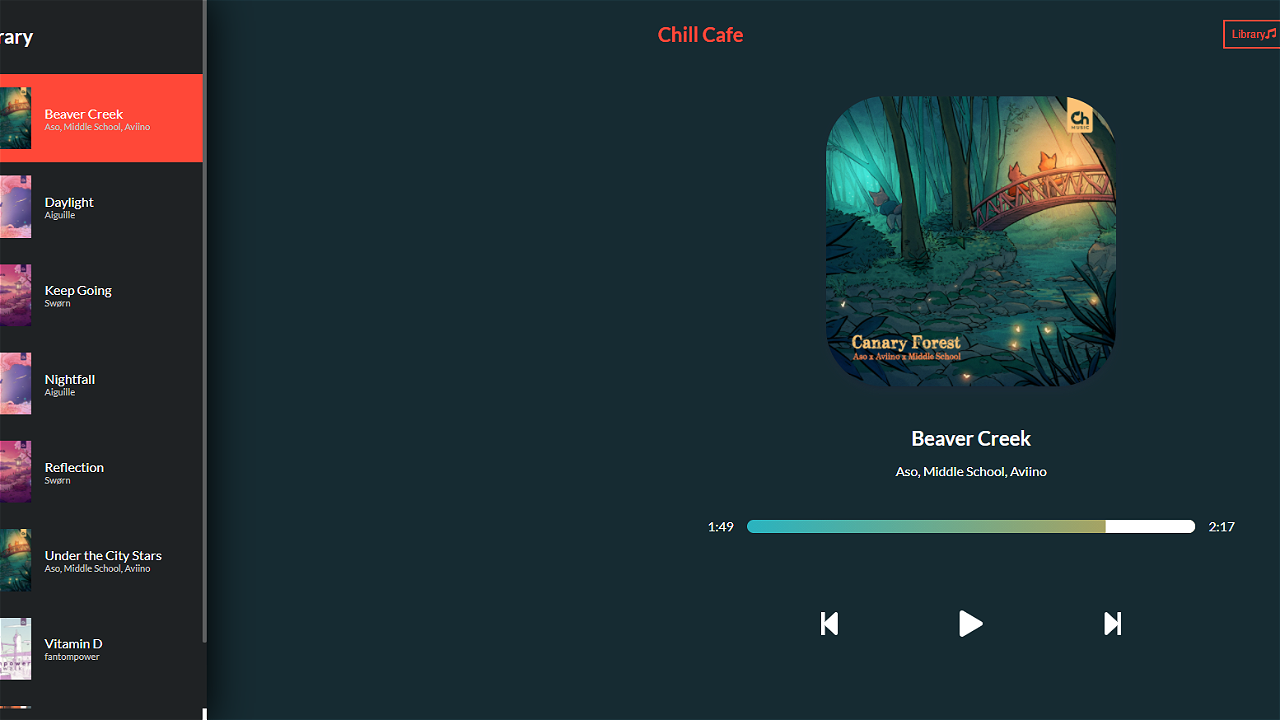 rary
Beaver Creek
Aso, Middle School, Aviino
Daylight
Aiguille
Keep Going
Swørn
Nightfall
Aiguille
Reflection
Swørn
Under the City Stars
Aso, Middle School, Aviino
Vitamin D
fantompower
Chill Cafe
Library
Ch
MUSIC
Canary Forest
Aso x Aviino x Middle School
Beaver Creek
Aso, Middle School, Aviino
1:49
2:17